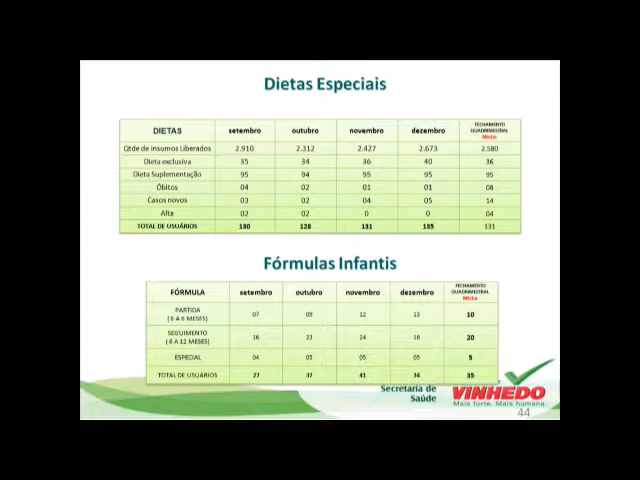 Dietas Especiais
DIETAS setembro outubro novembro dezembro FECHAMENTO QUADRIMESTRAL Média
Qtde de Insumos Liberados 2.910 2.312 2.427 2.673 2.580
Dieta exclusiva 35 34 36 40 36
Dieta Suplementação 95 94 95 95 95
Óbitos 04 02 01 01 08
Casos novos 03 02 04 05 14
Alta 02 02 0 0 04
TOTAL DE USUÁRIOS 130 128 131 135 131
Fórmulas Infantis
FÓRMULA setembro outubro novembro dezembro FECHAMENTO QUADRIMESTRAL Média
PARTIDA
( 0 A 6 MESES) 07 09 12 13 10
SEGUIMENTO
( 6 A 12 MESES) 16 23 24 16 20
ESPECIAL 04 05 05 05 5
TOTAL DE USUÁRIOS 27 37 41 34 35
Secretaria de
Saúde
VINHEDO
Mais forte. Mais humana.
44